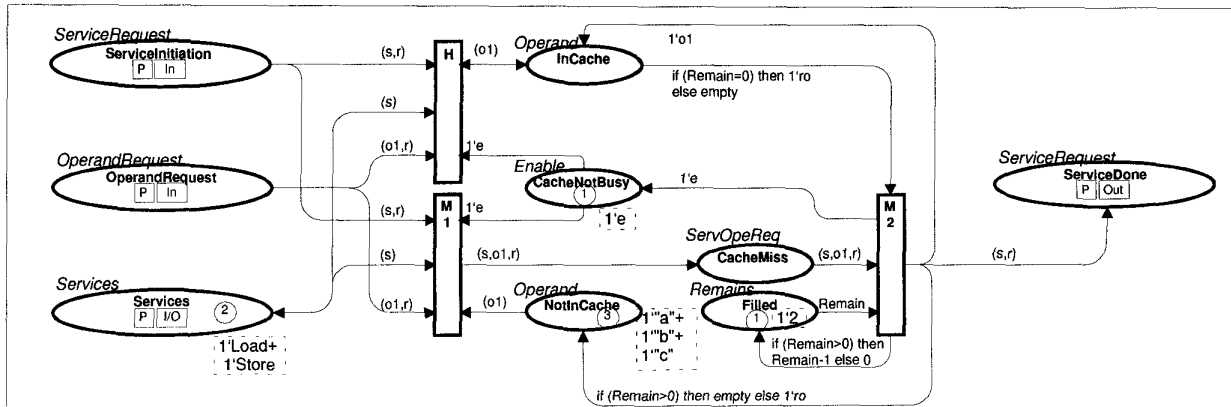 ServiceRequest
ServiceInitiation
P In
(s,r)
H
(o1)
Operand
InCache
1'o1
if (Remain=0) then 1'ro
else empty
(s)
OperandRequest
OperandRequest
P In
(o1,r)
1'e
Enable
CacheNotBusy
1
1'e
1'e
ServiceRequest
ServiceDone
P Out
M
1
(s,r)
1'e
M
2
Services
Services
P I/O
2
1'Load+
1'Store
(s)
(s,o1,r)
ServOpeReq
CacheMiss
(s,o1,r)
(s,r)
(o1,r)
(o1)
Operand
NotInCache
3
1'"a"+
1'"b"+
1'"c"
Remains
Filled
1
1'2
Remain
if (Remain>0) then
Remain-1 else 0
if (Remain>0) then empty else 1'ro